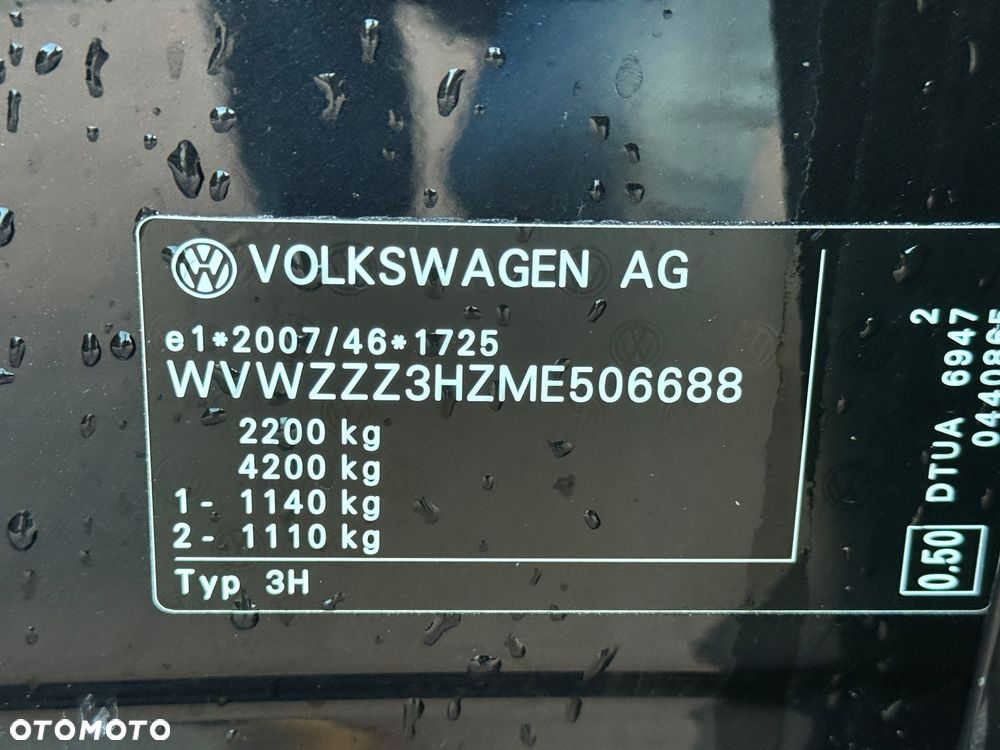 VOLKSWAGEN AG
e1*2007/46*1725
WVWZZZ3HZME506688
2200 kg
4200 kg
1- 1140 kg
2- 1110 kg
Typ 3H
2
DTUA 6947
0440865
0.50
OTOMOTO